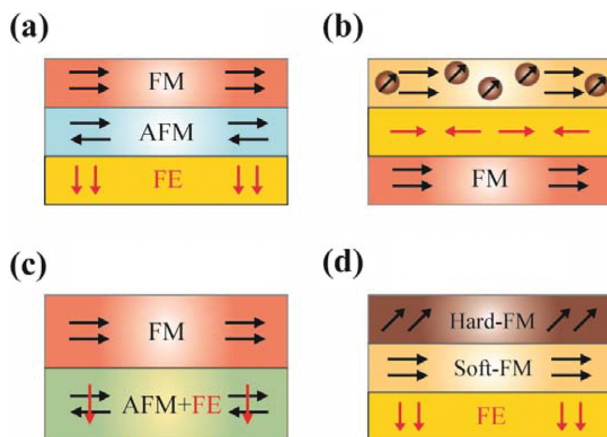 (a)
FM
AFM
FE
(b)
FM
(c)
FM
AFM+FE
(d)
Hard-FM
Soft-FM
FE